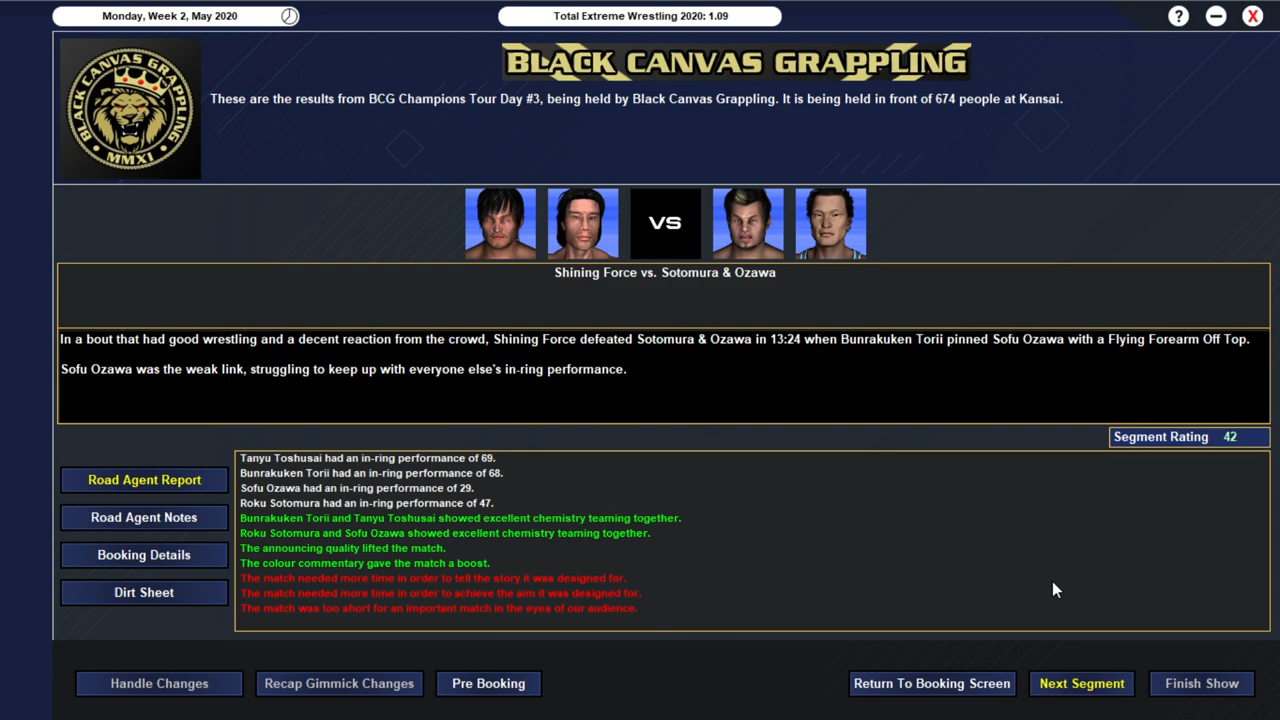 Monday, Week 2, May 2020
Total Extreme Wrestling 2020: 1.09
?
X
BLACK CANVAS GRAPPLING
MMXI
BLACK CANVAS GRAPPLING
These are the results from BCG Champions Tour Day #3, being held by Black Canvas Grappling. It is being held in front of 674 people at Kansai.
VS
Shining Force vs. Sotomura & Ozawa
In a bout that had good wrestling and a decent reaction from the crowd, Shining Force defeated Sotomura & Ozawa in 13:24 when Bunrakuken Torii pinned Sofu Ozawa with a Flying Forearm Off Top.
Sofu Ozawa was the weak link, struggling to keep up with everyone else's in-ring performance.
Segment Rating 42
Road Agent Report
Road Agent Notes
Booking Details
Dirt Sheet
Tanyu Toshusai had an in-ring performance of 69.
Bunrakuken Torii had an in-ring performance of 68.
Sofu Ozawa had an in-ring performance of 29.
Roku Sotomura had an in-ring performance of 47.
Bunrakuken Torii and Tanyu Toshusai showed excellent chemistry teaming together.
Roku Sotomura and Sofu Ozawa showed excellent chemistry teaming together.
The announcing quality lifted the match.
The colour commentary gave the match a boost.
The match needed more time in order to tell the story it was designed for.
The match needed more time in order to achieve the aim it was designed for.
The match was too short for an important match in the eyes of our audience.
Handle Changes
Recap Gimmick Changes
Pre Booking
Return To Booking Screen
Next Segment
Finish Show